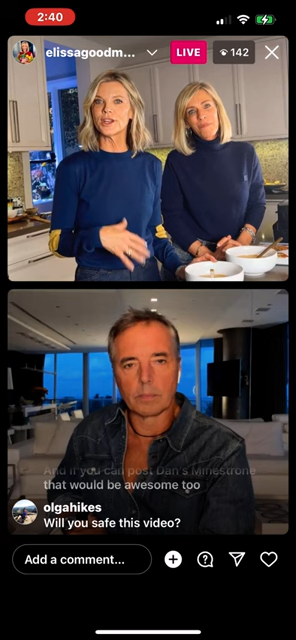 2:40
elissagoodm...
LIVE
142
And if you can post Dan's Minestrone
that would be awesome too
olgahikes
Will you safe this video?
Add a comment...